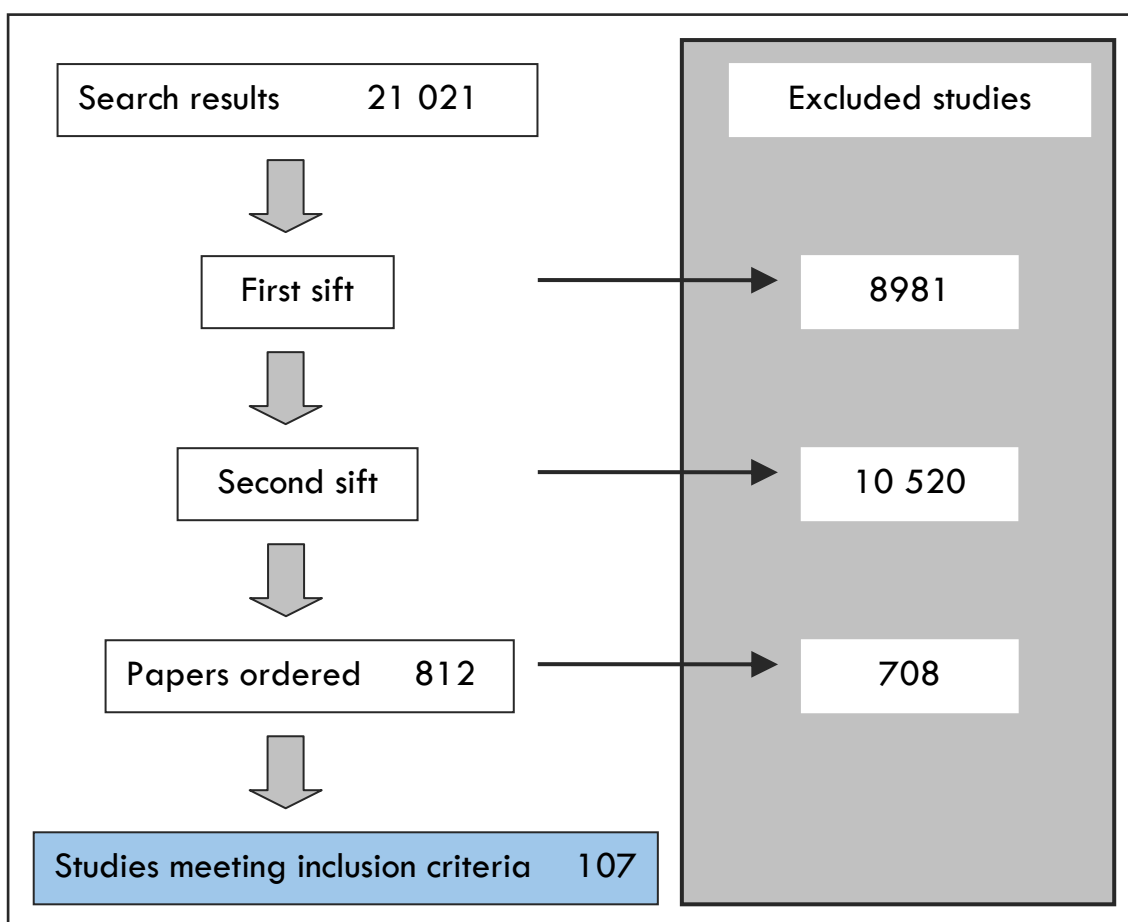 Search results 21 021
Excluded studies
First sift
8981
Second sift
10 520
Papers ordered 812
708
Studies meeting inclusion criteria 107